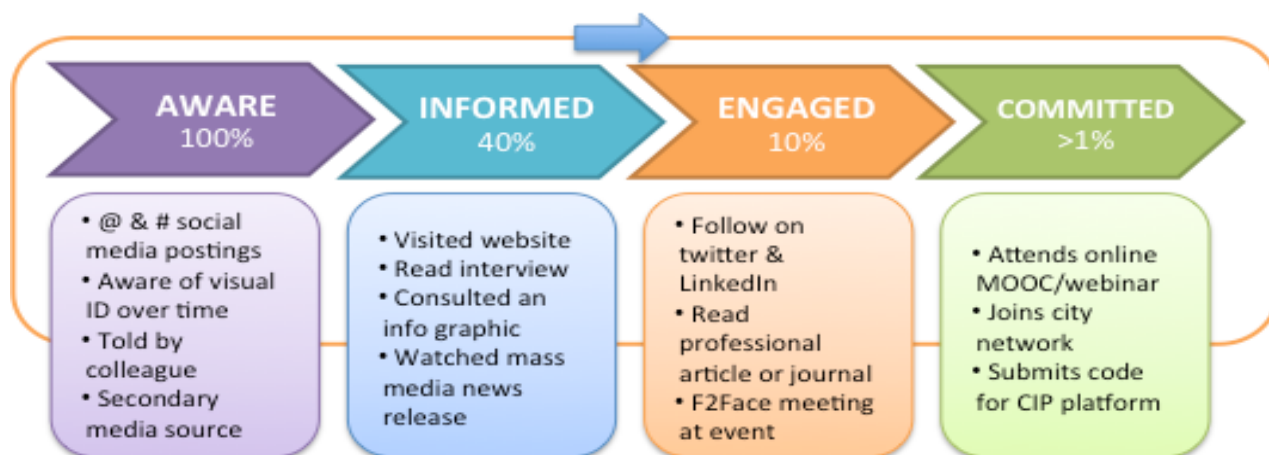 AWARE
100%
INFORMED
40%
ENGAGED
10%
COMMITTED
>1%
• @ & # social
media postings
• Aware of visual
ID over time
• Told by
colleague
• Secondary
media source
• Visited website
• Read interview
• Consulted an
info graphic
• Watched mass
media news
release
• Follow on
twitter &
LinkedIn
• Read
professional
article or journal
• F2Face meeting
at event
• Attends online
MOOC/webinar
• Joins city
network
• Submits code
for CIP platform